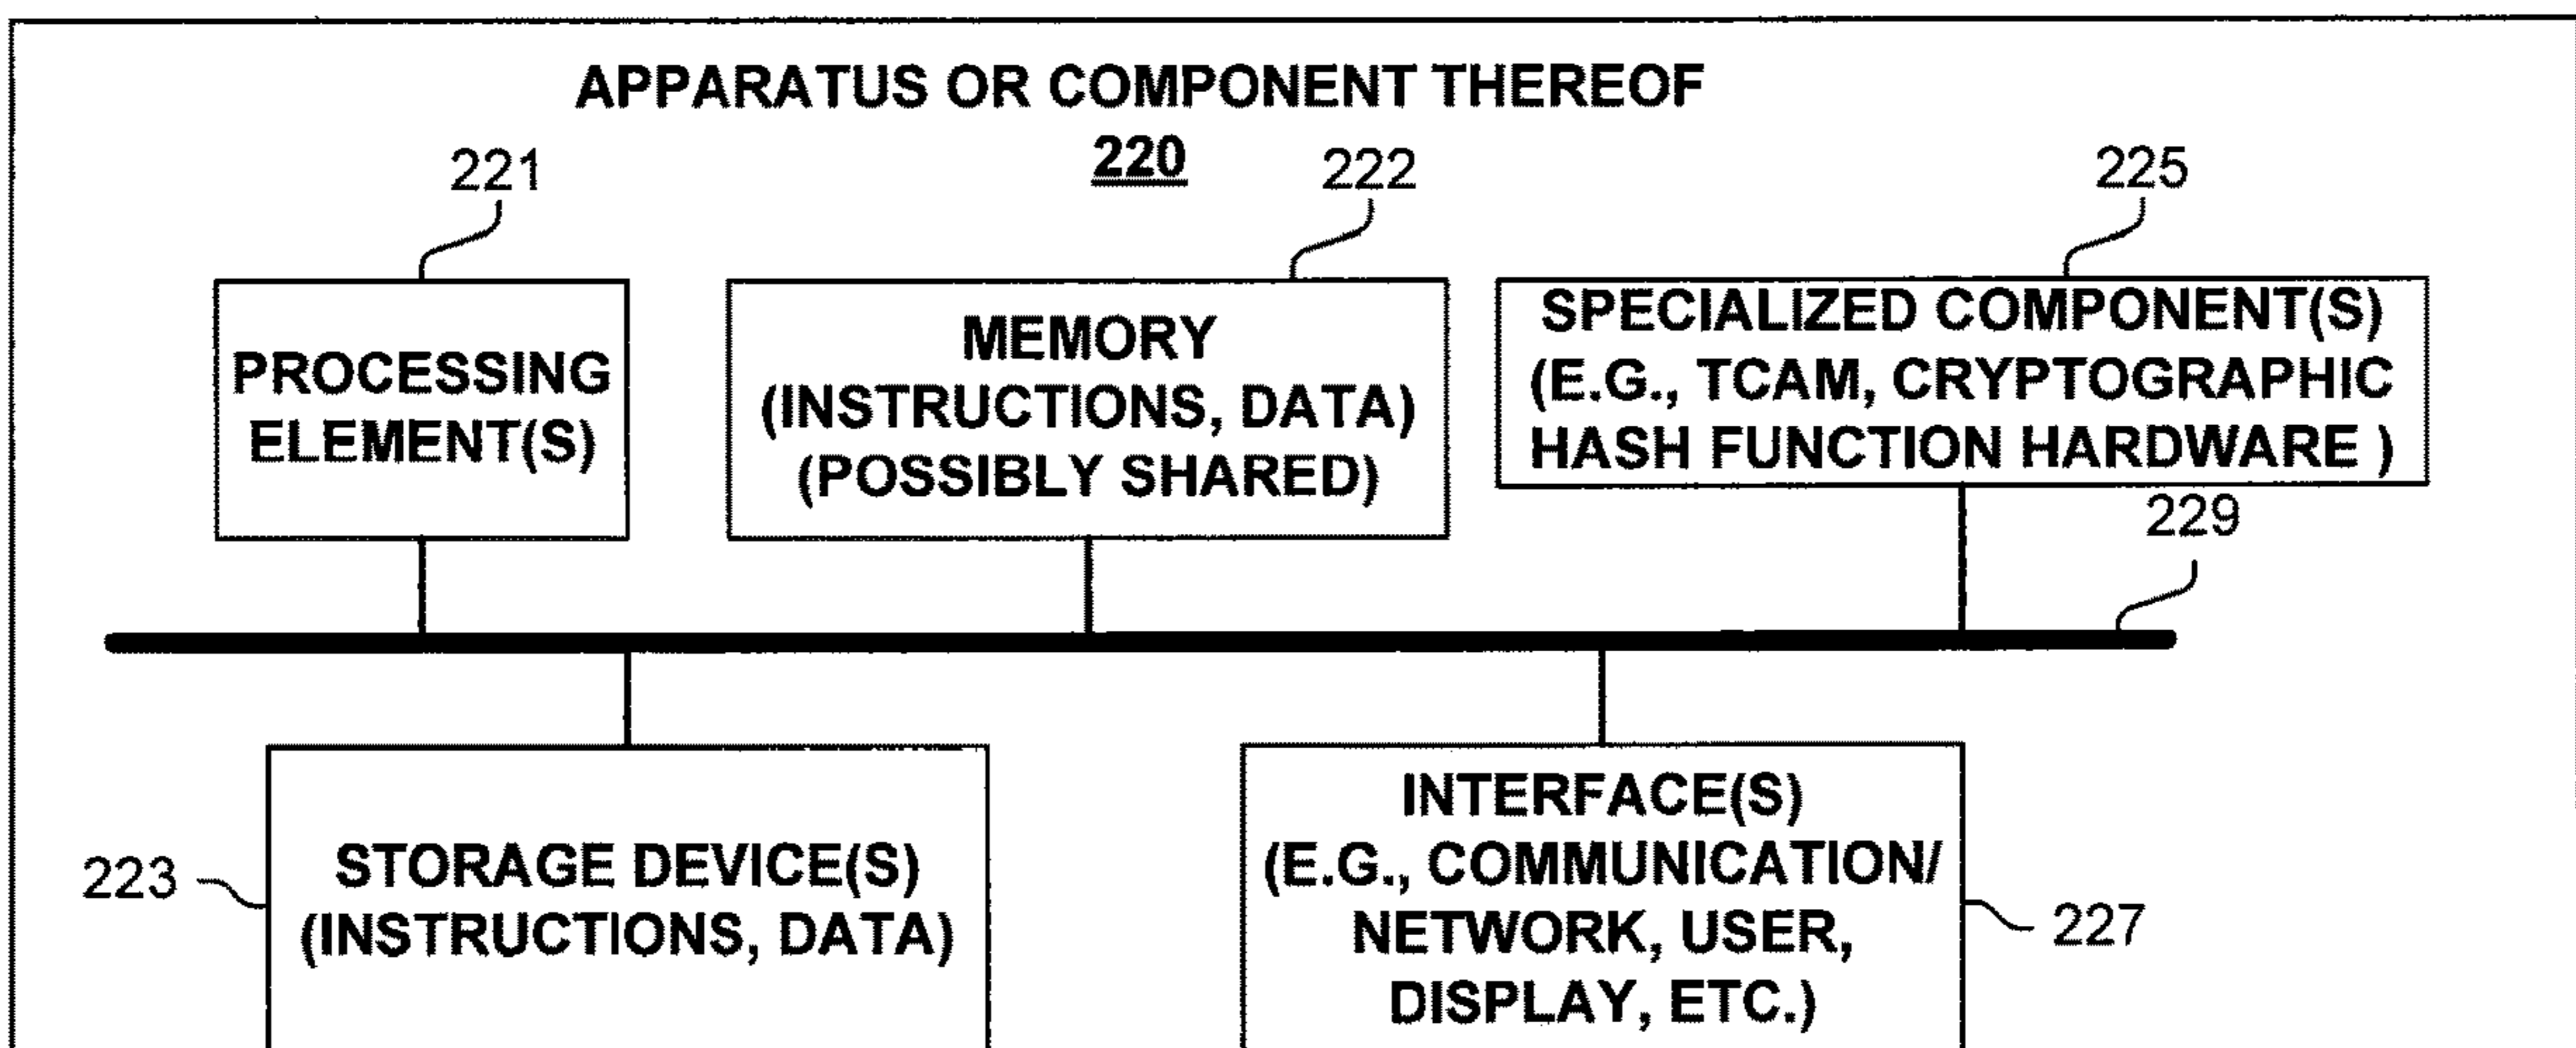 APPARATUS OR COMPONENT THEREOF
220
221
222
225
PROCESSING
ELEMENT(S)
MEMORY
(INSTRUCTIONS, DATA)
(POSSIBLY SHARED)
SPECIALIZED COMPONENT(S)
(E.G., TCAM, CRYPTOGRAPHIC
HASH FUNCTION HARDWARE )
229
223
STORAGE DEVICE(S)
(INSTRUCTIONS, DATA)
INTERFACE(S)
(E.G., COMMUNICATION/
NETWORK, USER,
DISPLAY, ETC.)
227